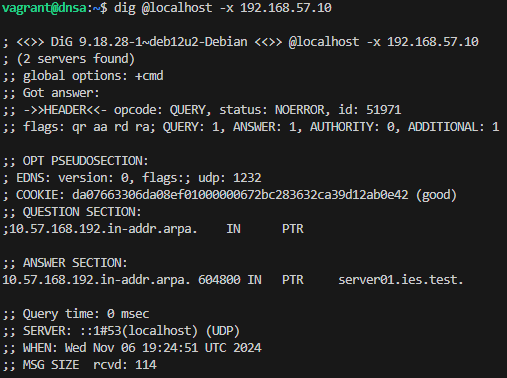 vagrant@dnsa:~$ dig @localhost -x 192.168.57.10
; <<>> DiG 9.18.28-1~deb12u2-Debian <<>> @localhost -x 192.168.57.10
; (2 servers found)
;; global options: +cmd
;; Got answer:
;; ->>HEADER<<- opcode: QUERY, status: NOERROR, id: 51971
;; flags: qr aa rd ra; QUERY: 1, ANSWER: 1, AUTHORITY: 0, ADDITIONAL: 1
;; OPT PSEUDOSECTION:
; EDNS: version: 0, flags:; udp: 1232
; COOKIE: da07663306da08ef01000000672bc283632ca39d12ab0e42 (good)
;; QUESTION SECTION:
;10.57.168.192.in-addr.arpa. IN PTR
;; ANSWER SECTION:
10.57.168.192.in-addr.arpa. 604800 IN PTR server01.ies.test.
;; Query time: 0 msec
;; SERVER: ::1#53(localhost) (UDP)
;; WHEN: Wed Nov 06 19:24:51 UTC 2024
;; MSG SIZE rcvd: 114